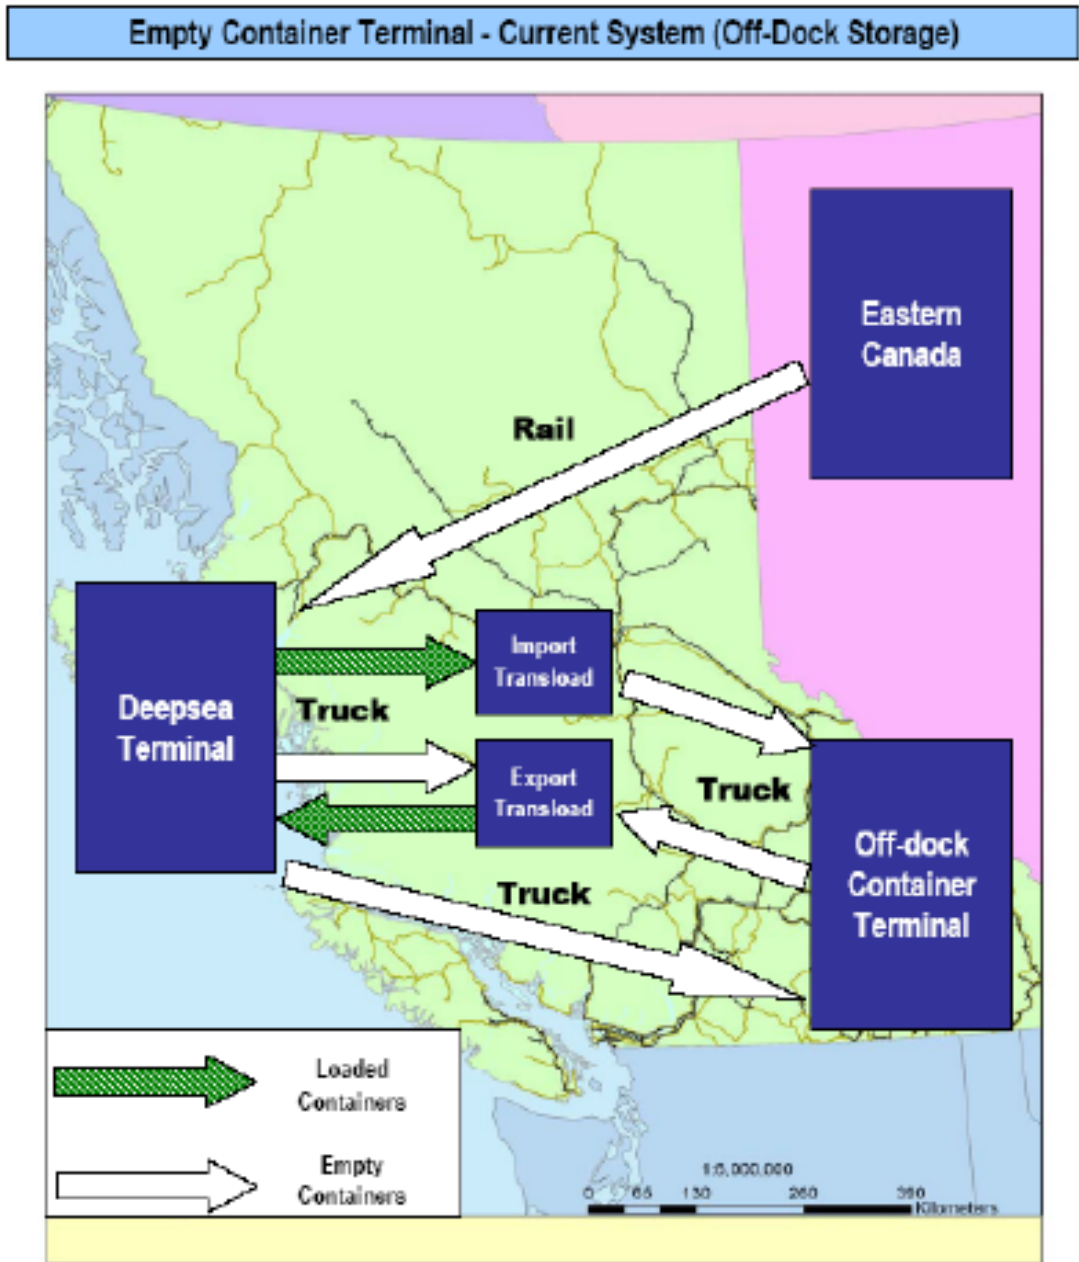 Empty Container Terminal - Current System (Off-Dock Storage)
Eastern
Canada
Rail
Import
Transload
Deepsea
Terminal
Truck
Export
Transload
Truck
Off-dock
Container
Terminal
Truck
Loaded
Containers
Empty
Containers
1:5,000,000
0 65 130 260 390
Kilometers